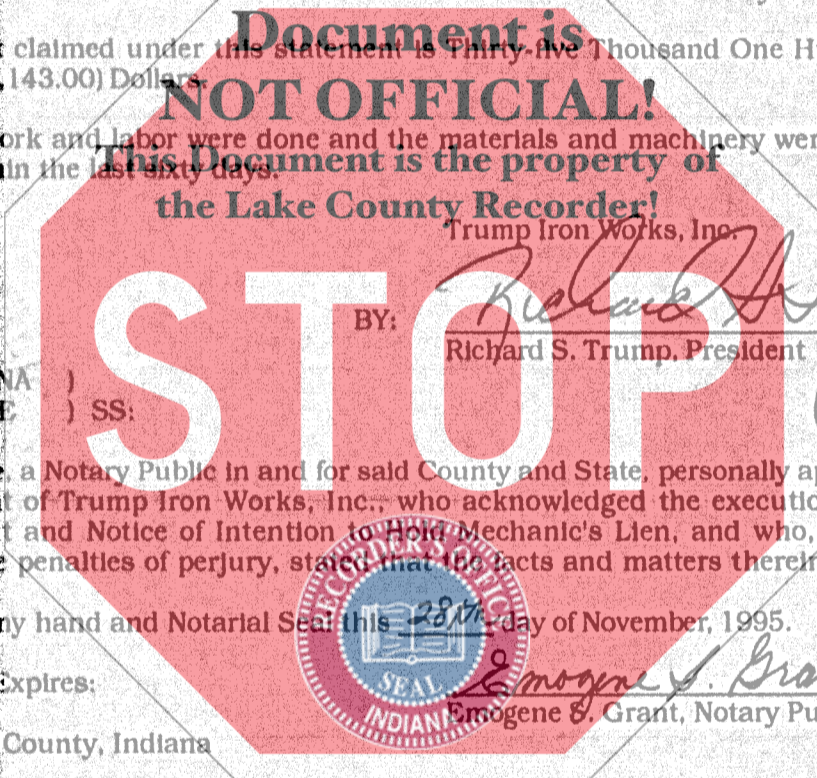 Document is
claimed under this statement is Thirty-five Thousand One H
143.00) Dollars.
NOT OFFICIAL!
ork and labor were done and the materials and machinery wer
in the last sixty days.
This Document is the property of
the Lake County Recorder!
Trump Iron Works, Inc.
STOP
BY: Richard
Richard S. Trump, President
NA )
E ) SS:
, a Notary Public in and for said County and State, personally ap
t of Trump Iron Works, Inc., who acknowledged the executio
t and Notice of Intention to Hold Mechanic's Lien, and who,
e penalties of perjury, stated that the facts and matters therein
RECORDER'S OFFICE
ny hand and Notarial Seal this 28th day of November, 1995.
SEAL
INDIANA
Expires:
Emogene S. Gra
Emogene S. Grant, Notary Pu
County, Indiana